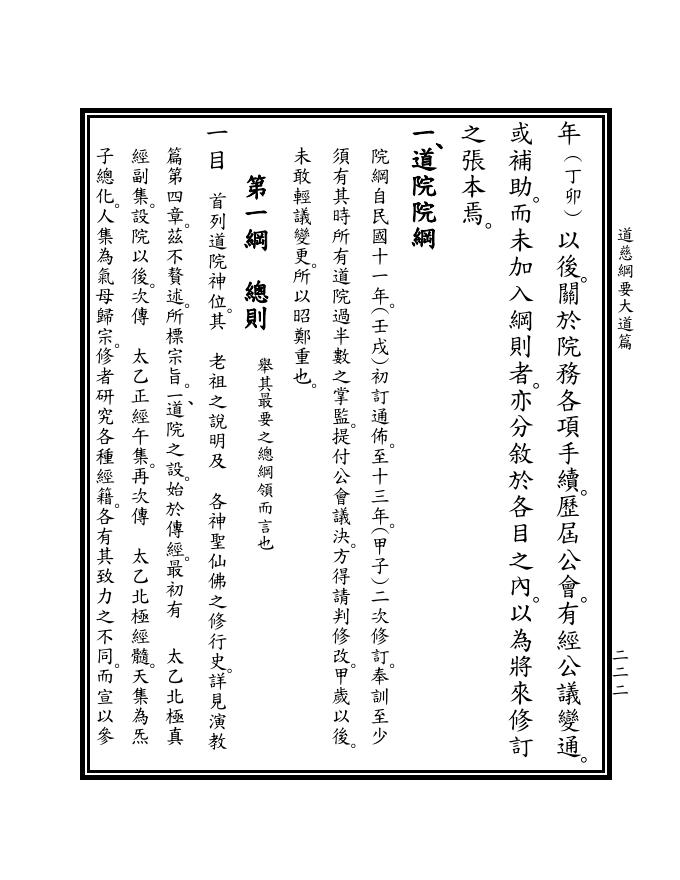 道慈綱要大道篇
二二二
年（丁卯）以後。關於院務各項手續。歷屆公會。有經公議變通。
或補助。而未加入綱則者。亦分敘於各目之內。以為將來修訂
之張本焉。
一、道院院綱
院綱自民國十一年。（壬戌）初訂通佈。至十三年。（甲子）二次修訂。奉訓至少
須有其時所有道院過半數之掌監。提付公會議決。方得請判修改。甲歲以後。
未敢輕議變更。所以昭鄭重也。
第一綱　總則　舉其最要之總綱領而言也
一目　首列道院神位。其　老祖之說明及　各神聖仙佛之修行史。詳見演教
篇第四章。茲不贅述。所標宗旨。一、道院之設。始於傳經。最初有　太乙北極真
經副集。設院以後。次傳　太乙正經午集。再次傳　太乙北極經髓。天集為炁
子總化。人集為氣母歸宗。修者研究各種經籍。各有其致力之不同。而宣以參